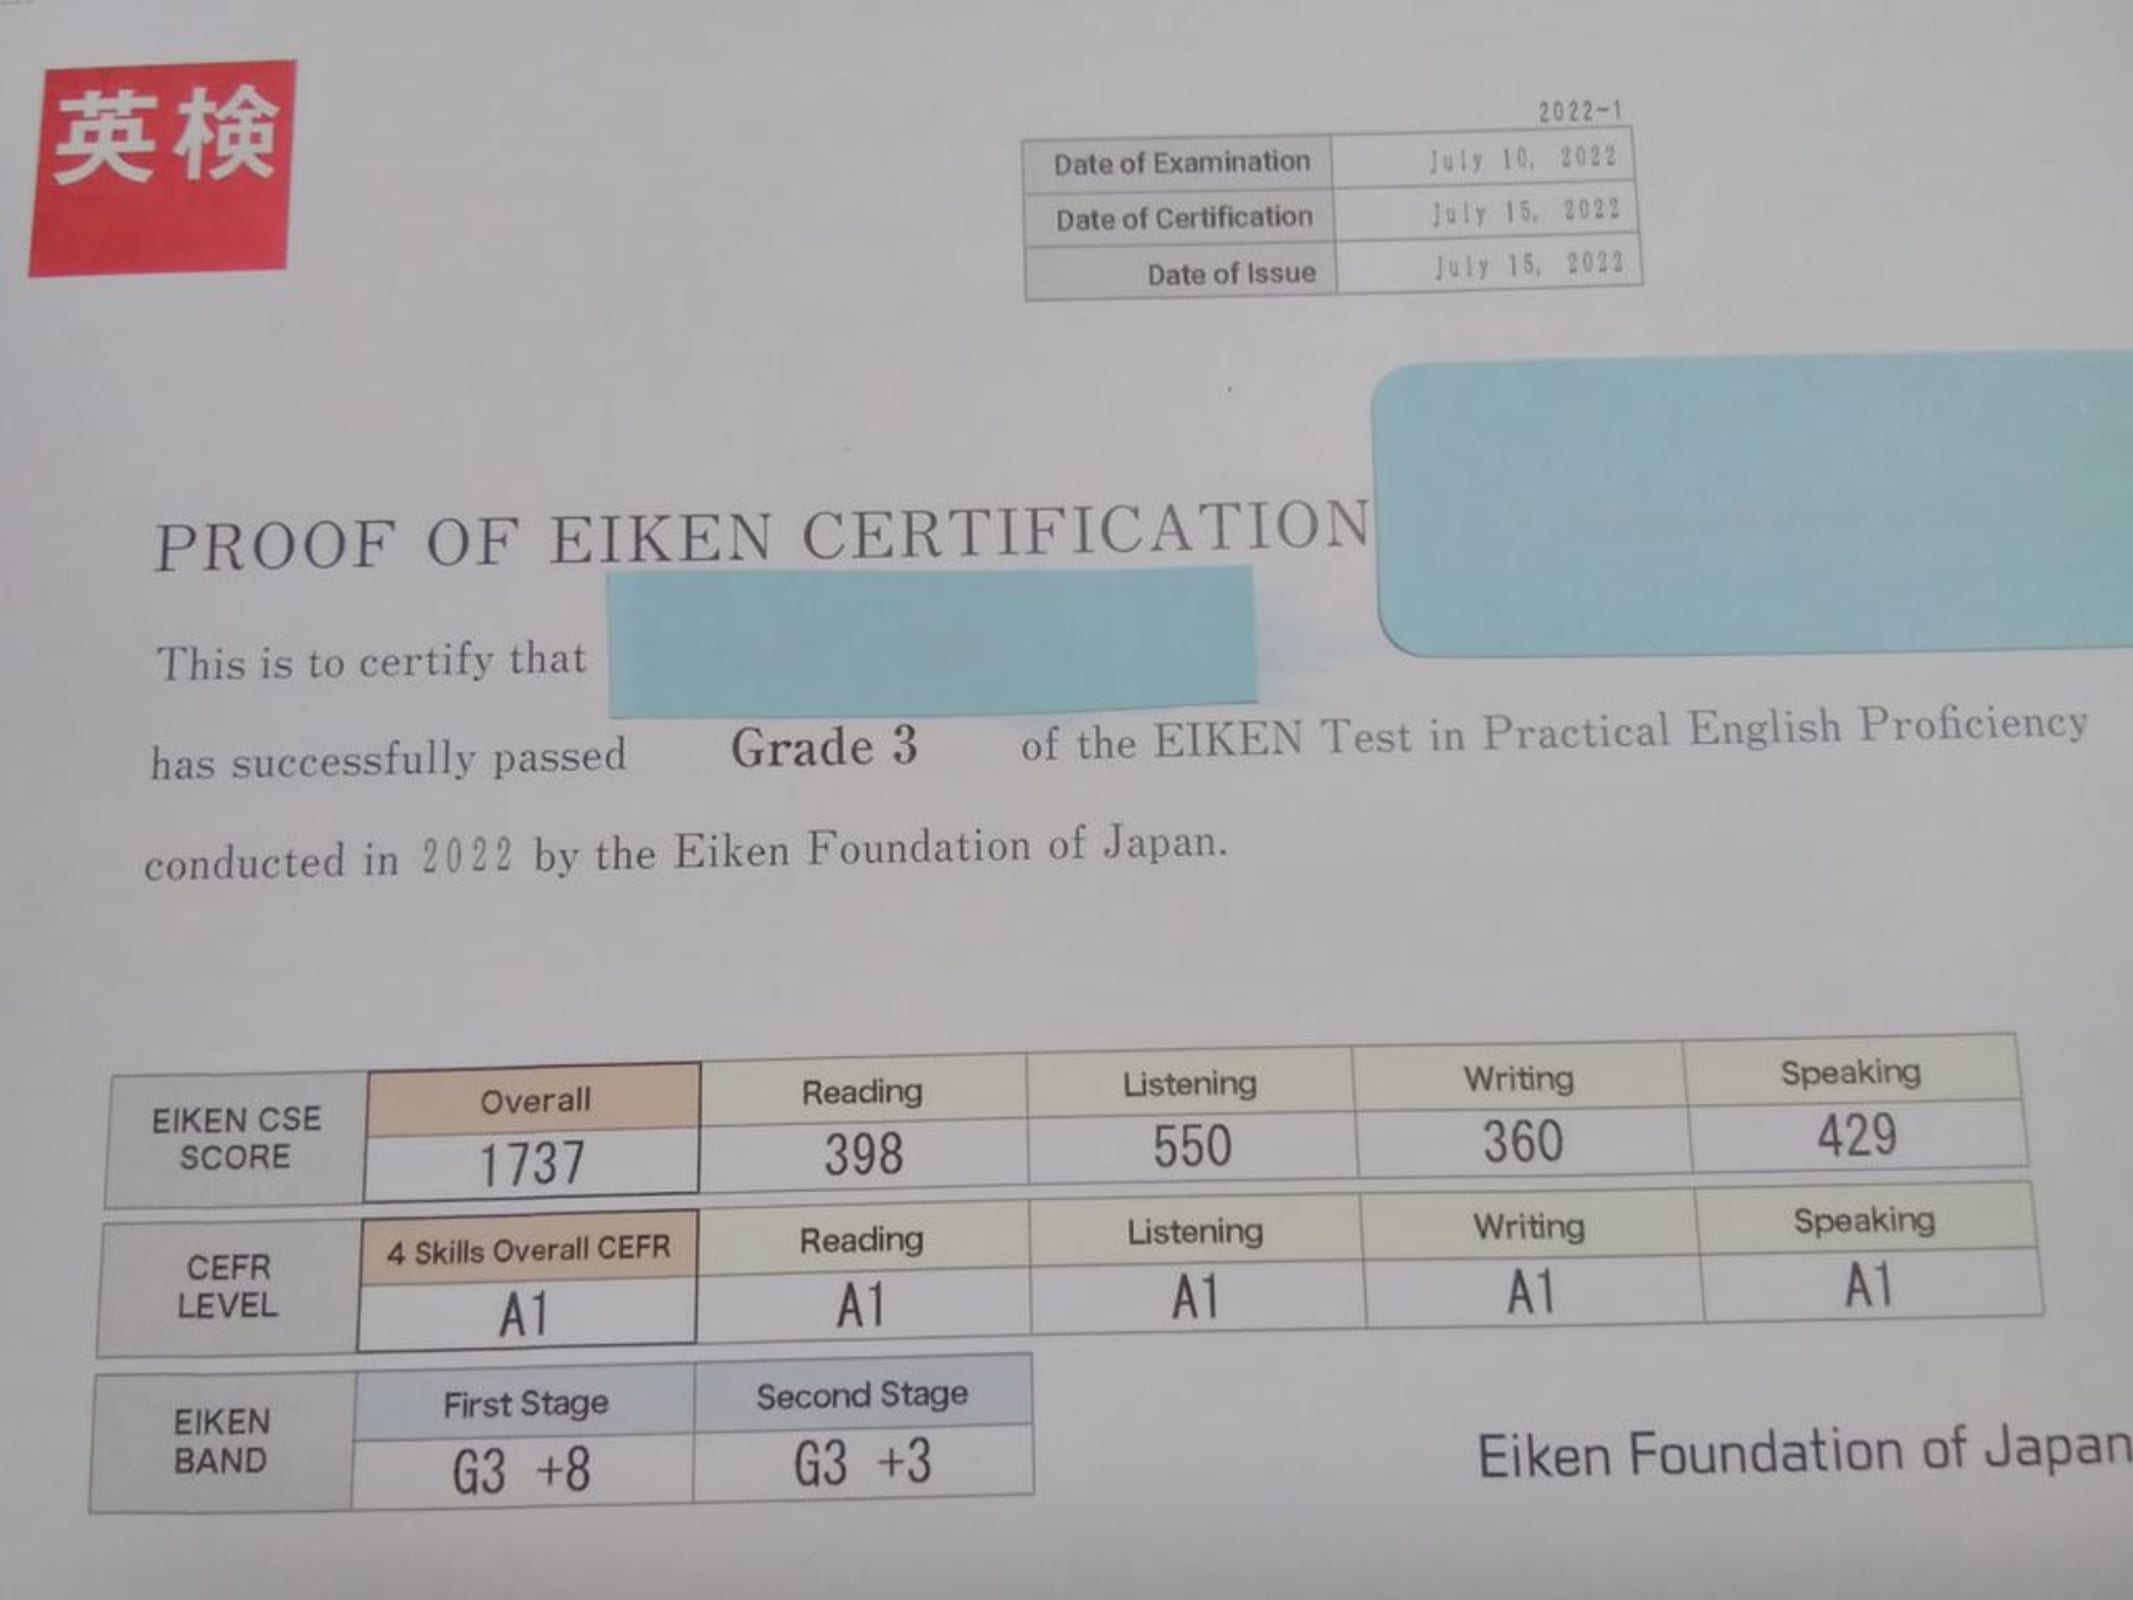 英検
2022-1
Date of Examination July 10, 2022
Date of Certification July 15, 2022
Date of Issue July 15, 2022
PROOF OF EIKEN CERTIFICATION
This is to certify that
has successfully passed Grade 3 of the EIKEN Test in Practical English Proficiency
conducted in 2022 by the Eiken Foundation of Japan.
EIKEN CSE SCORE
Overall Reading Listening Writing Speaking
1737 398 550 360 429
CEFR LEVEL
4 Skills Overall CEFR Reading Listening Writing Speaking
A1 A1 A1 A1 A1
EIKEN BAND
First Stage Second Stage
G3 +8 G3 +3
Eiken Foundation of Japan